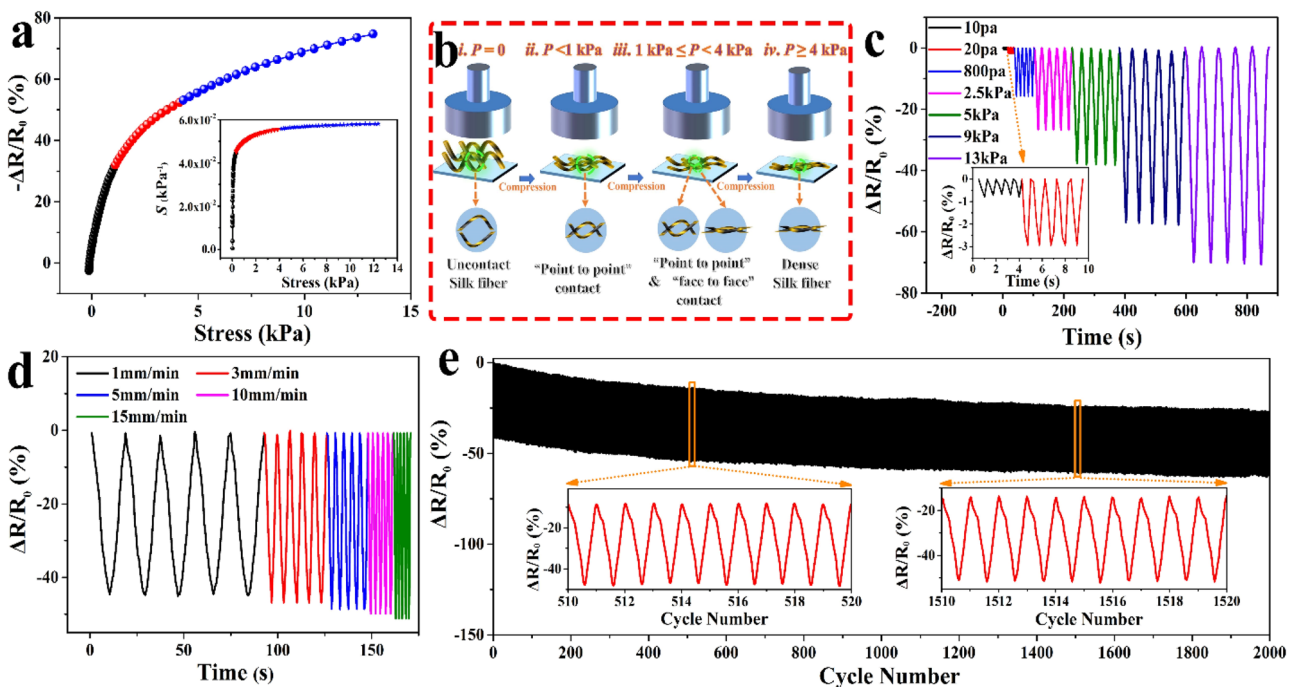 a
-ΔR/R₀ (%)
80
60
40
20
0
0
5
10
15
Stress (kPa)
S (kPa⁻¹)
6.0×10⁻²
4.0×10⁻²
2.0×10⁻²
0.0
0 2 4 6 8 10 12 14
Stress (kPa)
b
i. P = 0
ii. P <1 kPa
iii. 1 kPa ≤ P < 4 kPa
iv. P ≥ 4 kPa
Compression
Compression
Compression
Uncontact
Silk fiber
“Point to point”
contact
“Point to point”
& “face to face”
contact
Dense
Silk fiber
c
ΔR/R₀ (%)
20
0
-20
-40
-60
-80
10pa
20pa
800pa
2.5kPa
5kPa
9kPa
13kPa
-200 0 200 400 600 800
Time (s)
ΔR/R₀ (%)
0
-1
-2
-3
0 2 4 6 8 10
Time (s)
d
ΔR/R₀ (%)
20
0
-20
-40
1mm/min
3mm/min
5mm/min
10mm/min
15mm/min
0 50 100 150
Time (s)
e
ΔR/R₀ (%)
0
-50
-100
-150
0 200 400 600 800 1000 1200 1400 1600 1800 2000
Cycle Number
ΔR/R₀ (%)
-20
-40
510 512 514 516 518 520
Cycle Number
ΔR/R₀ (%)
-20
-40
1510 1512 1514 1516 1518 1520
Cycle Number